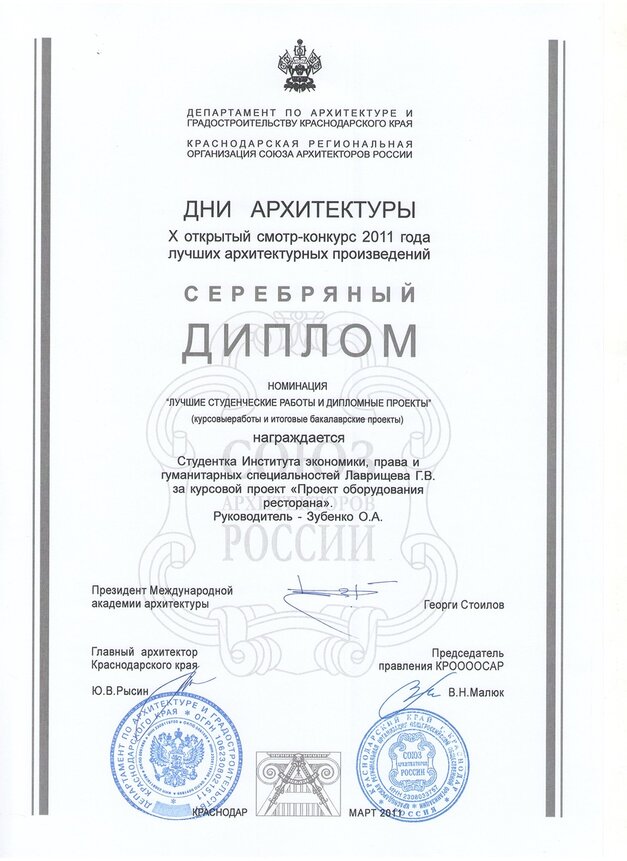 ДЕПАРТАМЕНТ ПО АРХИТЕКТУРЕ И
ГРАДОСТРОИТЕЛЬСТВУ КРАСНОДАРСКОГО КРАЯ
КРАСНОДАРСКАЯ РЕГИОНАЛЬНАЯ
ОРГАНИЗАЦИЯ СОЮЗА АРХИТЕКТОРОВ РОССИИ
ДНИ АРХИТЕКТУРЫ
X открытый смотр-конкурс 2011 года
лучших архитектурных произведений
СЕРЕБРЯНЫЙ
ДИПЛОМ
НОМИНАЦИЯ
"ЛУЧШИЕ СТУДЕНЧЕСКИЕ РАБОТЫ И ДИПЛОМНЫЕ ПРОЕКТЫ"
(курсовыеработы и итоговые бакалаврские проекты)
награждается
Студентка Института экономики, права и
гуманитарных специальностей Лаврищева Г.В.
за курсовой проект «Проект оборудования
ресторана».
Руководитель - Зубенко О.А.
СОЮЗ
АРХИТЕКТОРОВ
РОССИИ
Президент Международной
академии архитектуры
Георги Стоилов
Главный архитектор
Краснодарского края
Ю.В.Рысин
Председатель
правления КРООООСАР
В.Н.Малюк
ДЕПАРТАМЕНТ ПО АРХИТЕКТУРЕ И ГРАДОСТРОИТЕЛЬСТВУ
КРАСНОДАРСКОГО КРАЯ
КРАСНОДАРСКИЙ КРАЙ Г.КРАСНОДАР
СОЮЗ
АРХИТЕКТОРОВ
РОССИИ
РОССИЯ
КРАСНОДАР
МАРТ 2011